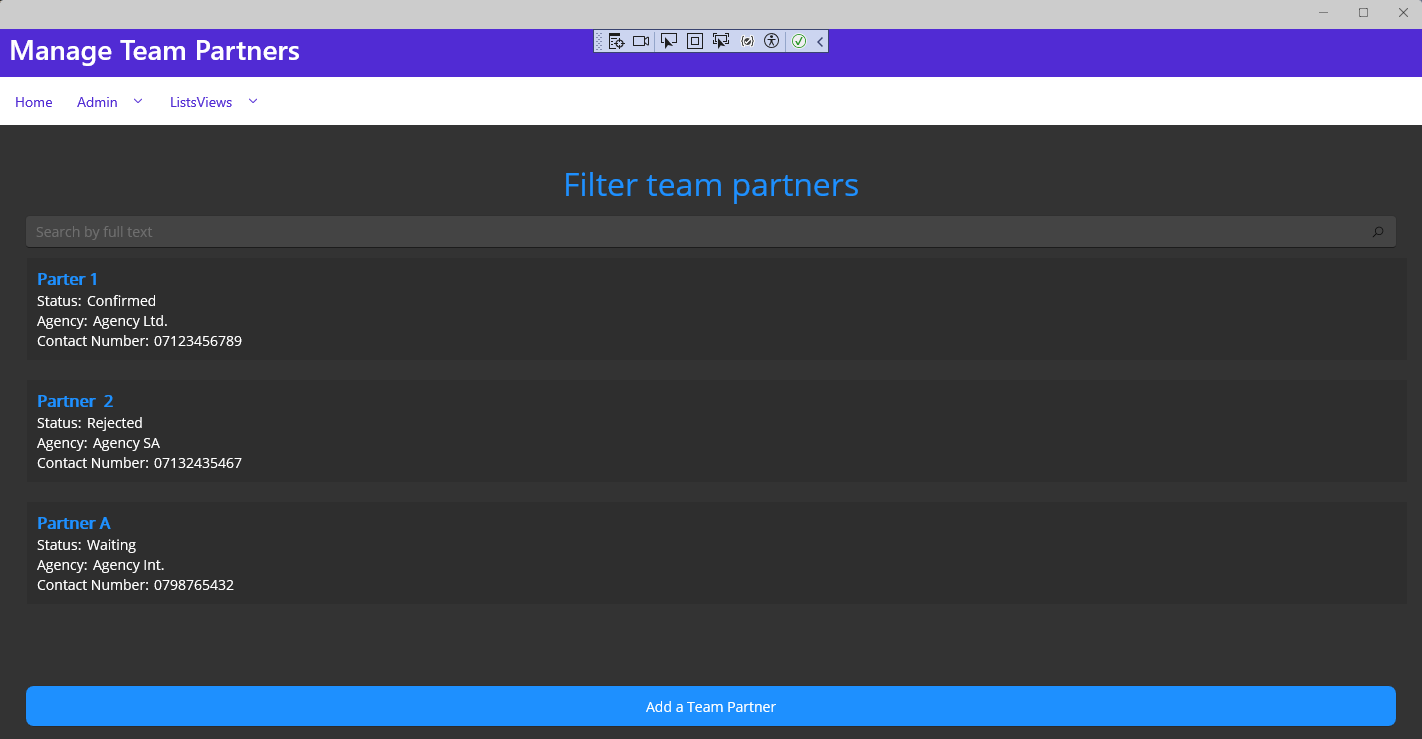 Manage Team Partners
Home Admin ListsViews
Filter team partners
Search by full text
Parter 1
Status: Confirmed
Agency: Agency Ltd.
Contact Number: 07123456789
Partner  2
Status: Rejected
Agency: Agency SA
Contact Number: 07132435467
Partner A
Status: Waiting
Agency: Agency Int.
Contact Number: 0798765432
Add a Team Partner